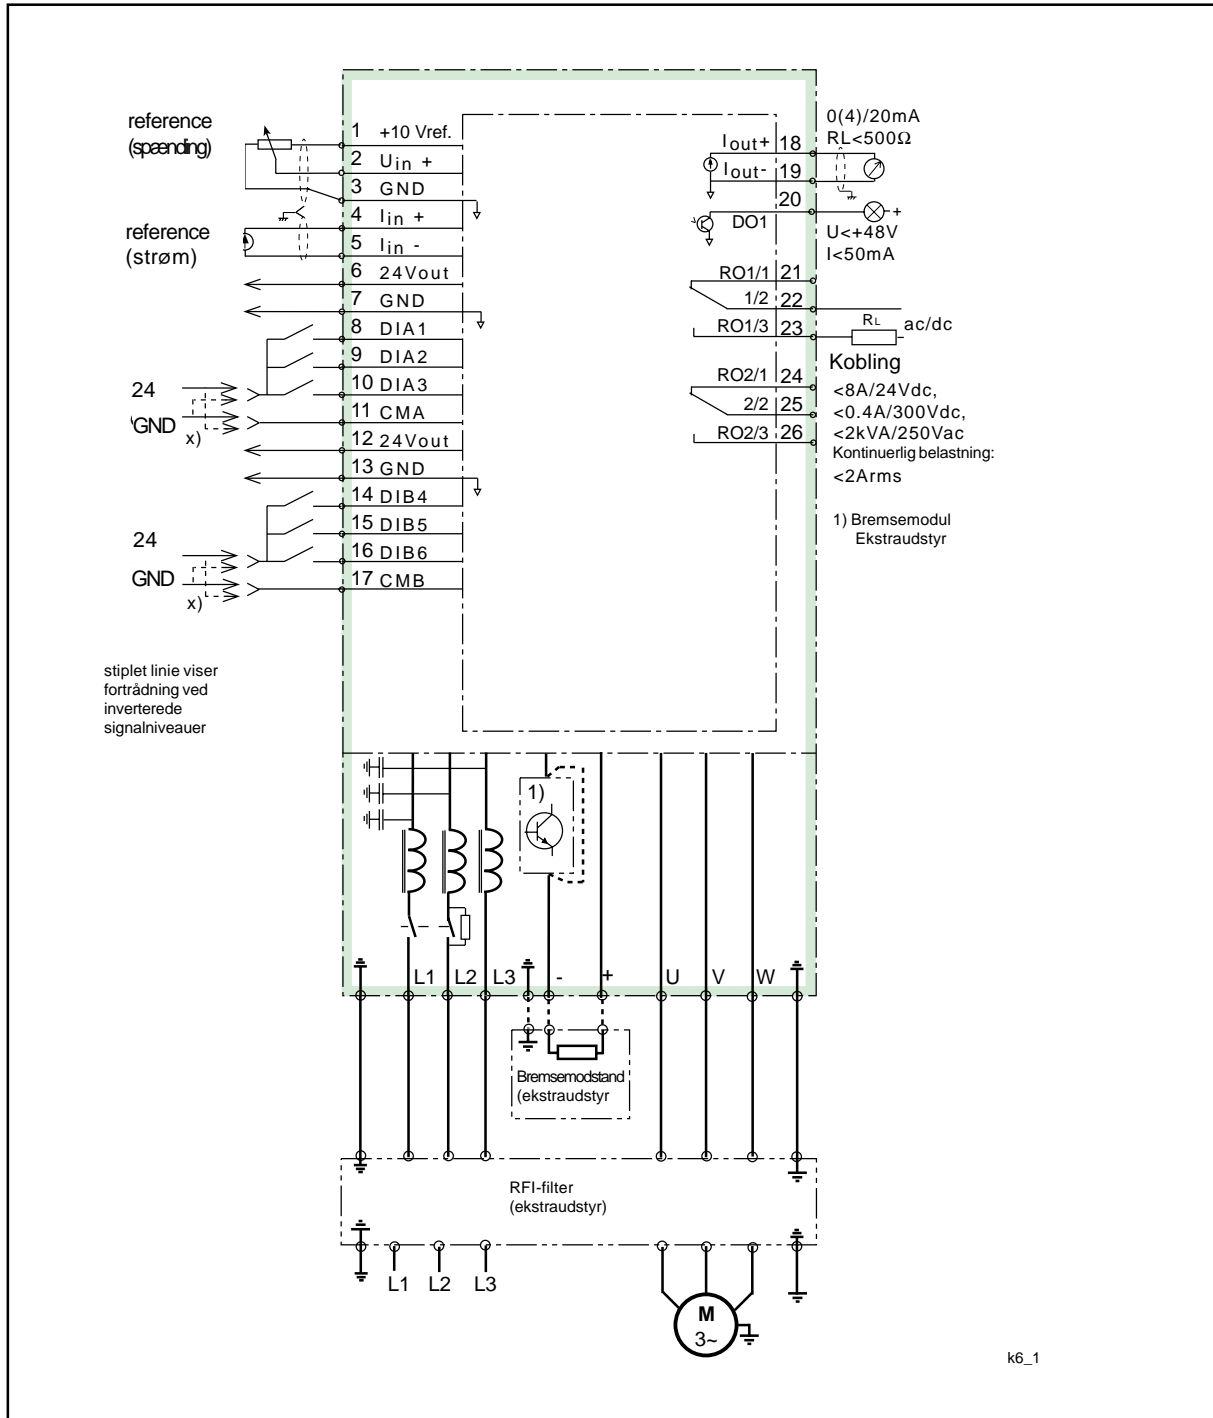 reference
(spænding)
1 +10 Vref.
2 Uin +
3 GND
4 Iin +
reference
(strøm)
5 Iin -
6 24Vout
7 GND
8 DIA1
9 DIA2
24
10 DIA3
GND
x)
11 CMA
12 24Vout
13 GND
14 DIB4
15 DIB5
24
16 DIB6
GND
x)
17 CMB
stiplet linie viser
fortrådning ved
inverterede
signalniveauer
0(4)/20mA
RL<500Ω
Iout+ 18
Iout- 19
20
DO1
+
U<+48V
I<50mA
RO1/1 21
1/2 22
RO1/3 23
RL
ac/dc
Kobling
RO2/1 24
2/2 25
RO2/3 26
<8A/24Vdc,
<0.4A/300Vdc,
<2kVA/250Vac
Kontinuerlig belastning:
<2Arms
1) Bremsemodul
Ekstraudstyr
1)
L1 L2 L3 - + U V W
Bremsemodstand
(ekstraudstyr
RFI-filter
(ekstraudstyr)
L1 L2 L3
M
3~
k6_1